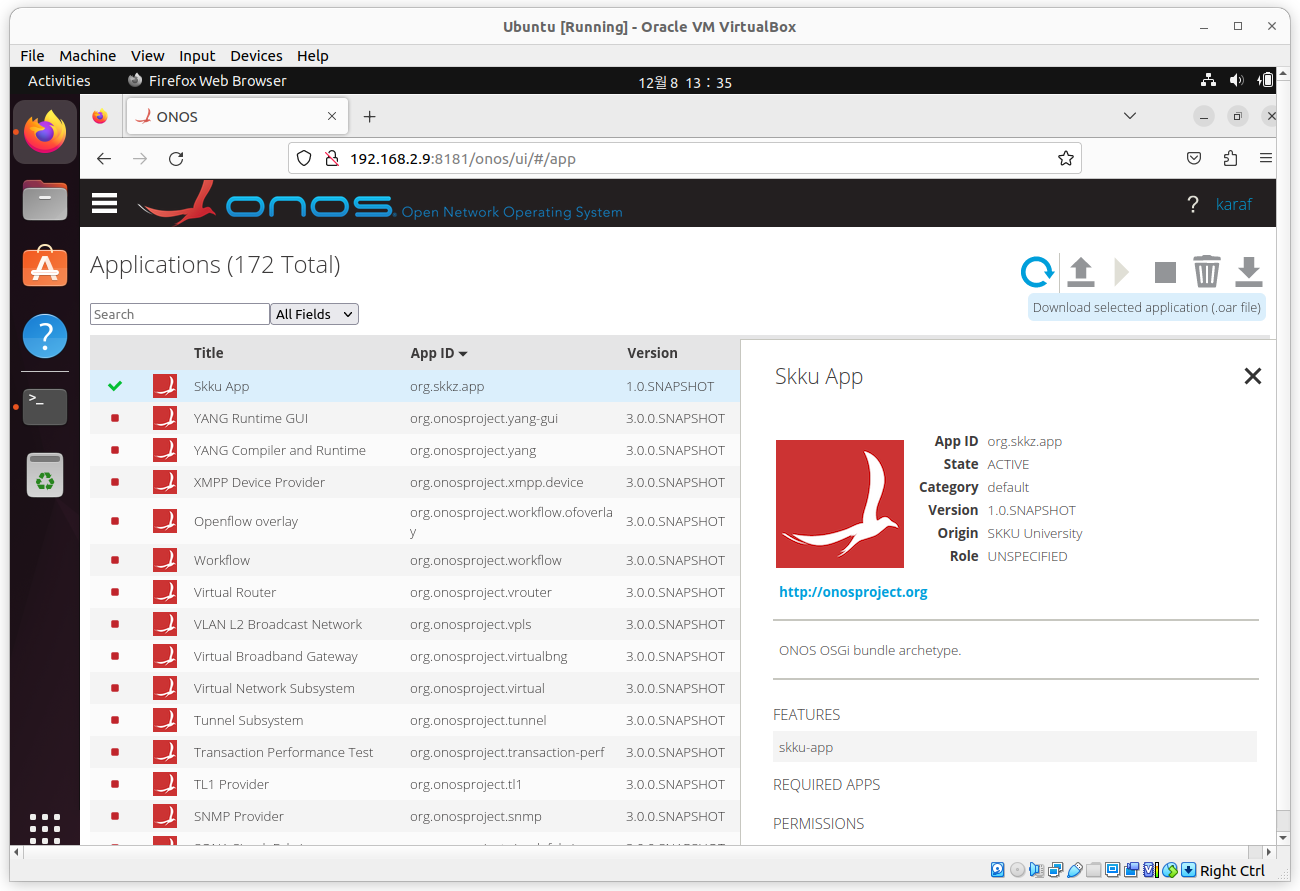 Ubuntu [Running] - Oracle VM VirtualBox
File Machine View Input Devices Help
Activities Firefox Web Browser 12월 8 13 : 35
ONOS
192.168.2.9:8181/onos/ui/#/app
onos. Open Network Operating System ? karaf
Applications (172 Total)
Search All Fields
Download selected application (.oar file)
Title App ID Version
Skku App org.skkz.app 1.0.SNAPSHOT
YANG Runtime GUI org.onosproject.yang-gui 3.0.0.SNAPSHOT
YANG Compiler and Runtime org.onosproject.yang 3.0.0.SNAPSHOT
XMPP Device Provider org.onosproject.xmpp.device 3.0.0.SNAPSHOT
Openflow overlay org.onosproject.workflow.ofoverla
y 3.0.0.SNAPSHOT
Workflow org.onosproject.workflow 3.0.0.SNAPSHOT
Virtual Router org.onosproject.vrouter 3.0.0.SNAPSHOT
VLAN L2 Broadcast Network org.onosproject.vpls 3.0.0.SNAPSHOT
Virtual Broadband Gateway org.onosproject.virtualbng 3.0.0.SNAPSHOT
Virtual Network Subsystem org.onosproject.virtual 3.0.0.SNAPSHOT
Tunnel Subsystem org.onosproject.tunnel 3.0.0.SNAPSHOT
Transaction Performance Test org.onosproject.transaction-perf 3.0.0.SNAPSHOT
TL1 Provider org.onosproject.tl1 3.0.0.SNAPSHOT
SNMP Provider org.onosproject.snmp 3.0.0.SNAPSHOT
Skku App
App ID org.skkz.app
State ACTIVE
Category default
Version 1.0.SNAPSHOT
Origin SKKU University
Role UNSPECIFIED
http://onosproject.org
ONOS OSGi bundle archetype.
FEATURES
skku-app
REQUIRED APPS
PERMISSIONS
Right Ctrl